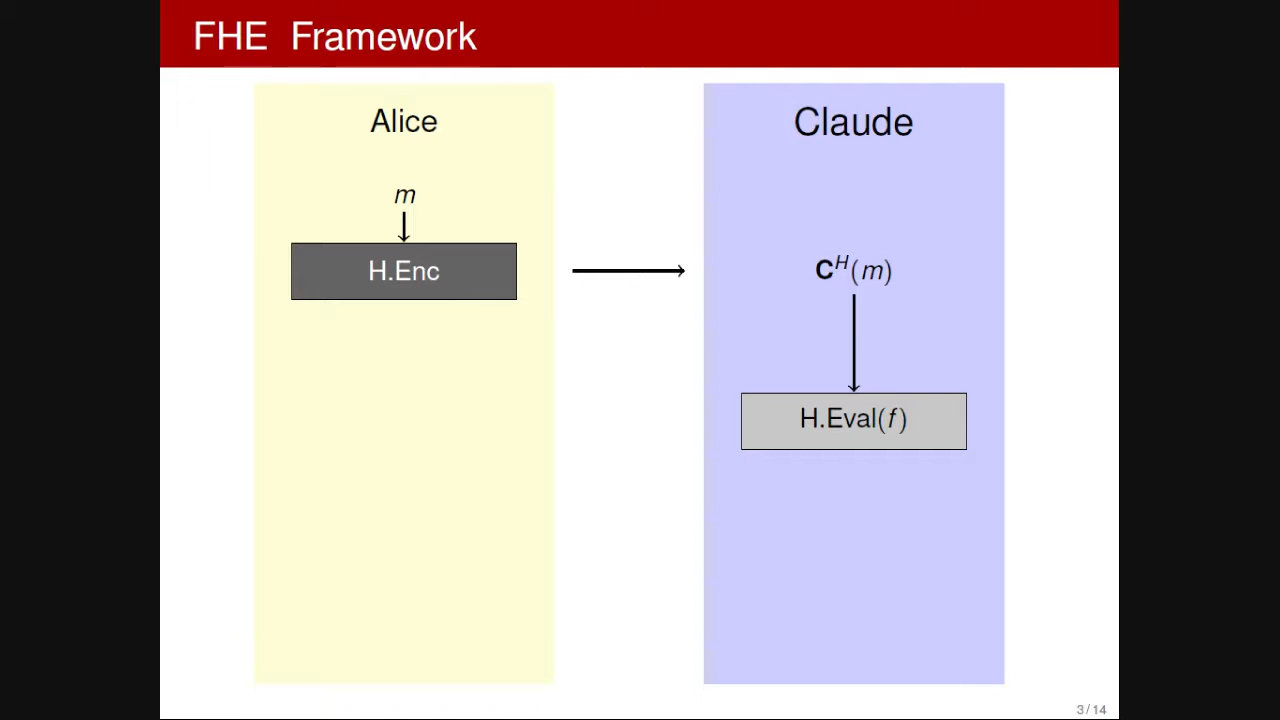 FHE Framework
Alice
Claude
m
H.Enc
C^H(m)
H.Eval(f)
3 / 14